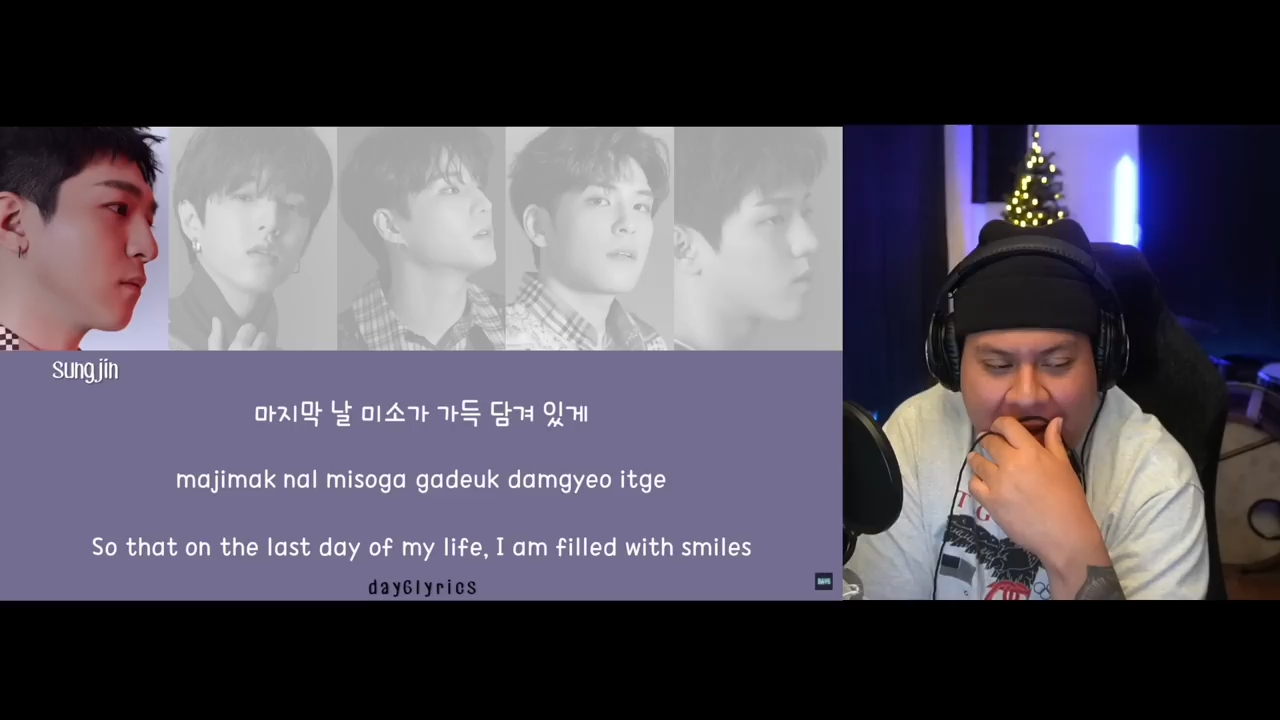 Sungjin
마지막 날 미소가 가득 담겨 있게
majimak nal misoga gadeuk damgyeo itge
So that on the last day of my life, I am filled with smiles
day6lyrics
DAY6